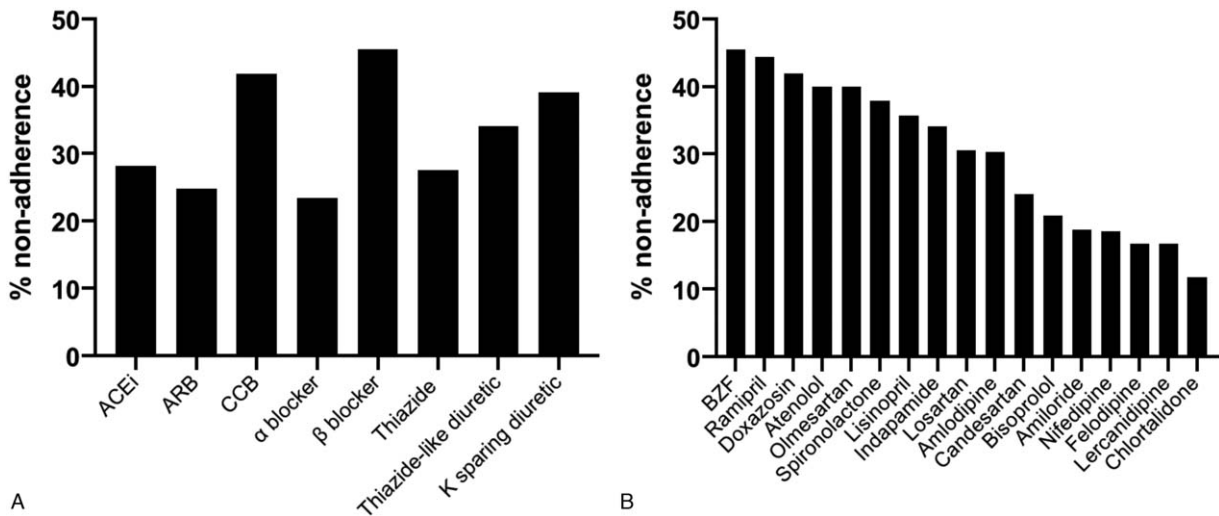 % non-adherence
50
40
30
20
10
0
ACEi
ARB
CCB
α blocker
β blocker
Thiazide
Thiazide-like diuretic
K sparing diuretic
A
% non-adherence
50
40
30
20
10
0
BZF
Ramipril
Doxazosin
Atenolol
Olmesartan
Spironolactone
Lisinopril
Indapamide
Losartan
Amlodipine
Candesartan
Bisoprolol
Amiloride
Nifedipine
Felodipine
Lercanidipine
Chlortalidone
B